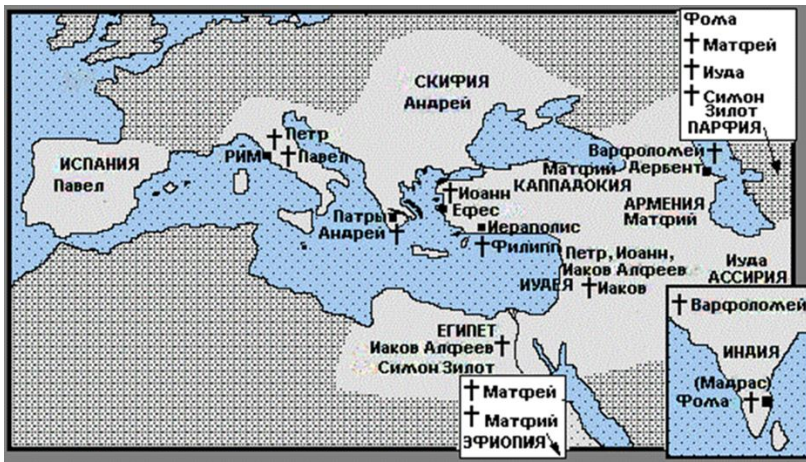 Фома
Матфей
Иуда
Симон
Зилот
ПАРФИЯ
СКИФИЯ
Андрей
Петр
РИМ Павел
ИСПАНИЯ
Павел
Варфоломей
Матфий Дербент
КАППАДОКИЯ
Иоанн
Ефес
АРМЕНИЯ
Матфий
Патры
Андрей
Иераполис
Филипп
Петр, Иоанн,
Иаков Алфеев
ИУДЕЯ Иаков
Иуда
АССИРИЯ
ЕГИПЕТ
Иаков Алфеев
Симон Зилот
Матфей
Матфий
ЭФИОПИЯ
Варфоломей
ИНДИЯ
(Мадрас)
Фома